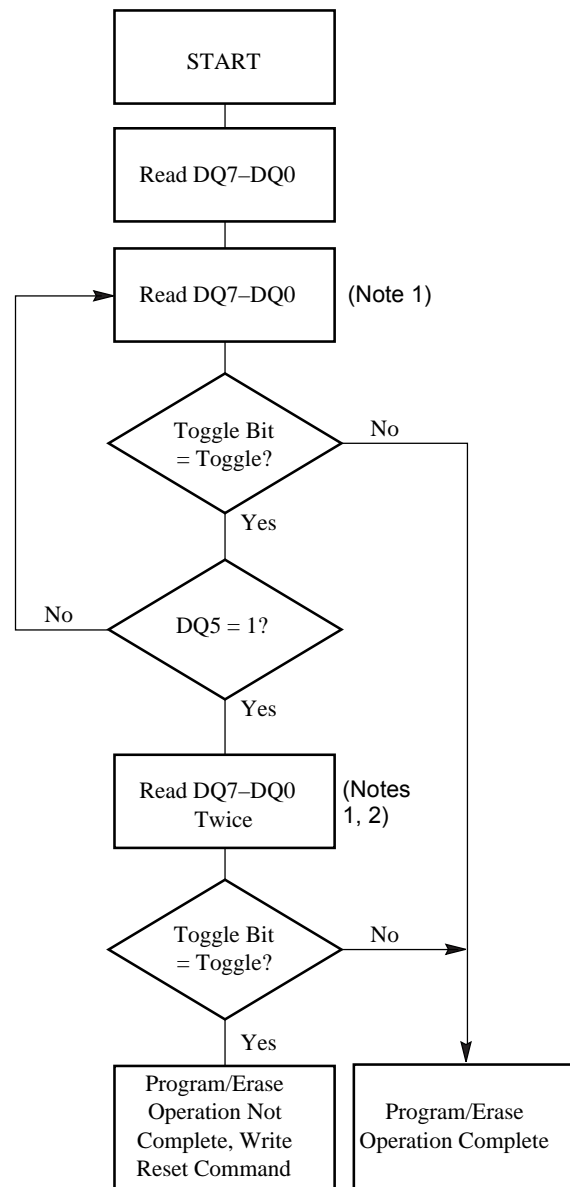 START
Read DQ7–DQ0
Read DQ7–DQ0
(Note 1)
Toggle Bit
= Toggle?
No
Yes
No
DQ5 = 1?
Yes
Read DQ7–DQ0
Twice
(Notes
1, 2)
Toggle Bit
= Toggle?
No
Yes
Program/Erase
Operation Not
Complete, Write
Reset Command
Program/Erase
Operation Complete